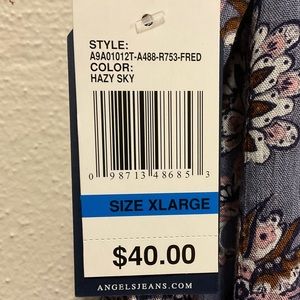 STYLE:
A9A01012T-A488-R753-FRED
COLOR:
HAZY SKY
0 98713 48685 3
SIZE XLARGE
$40.00
ANGELSJEANS.COM